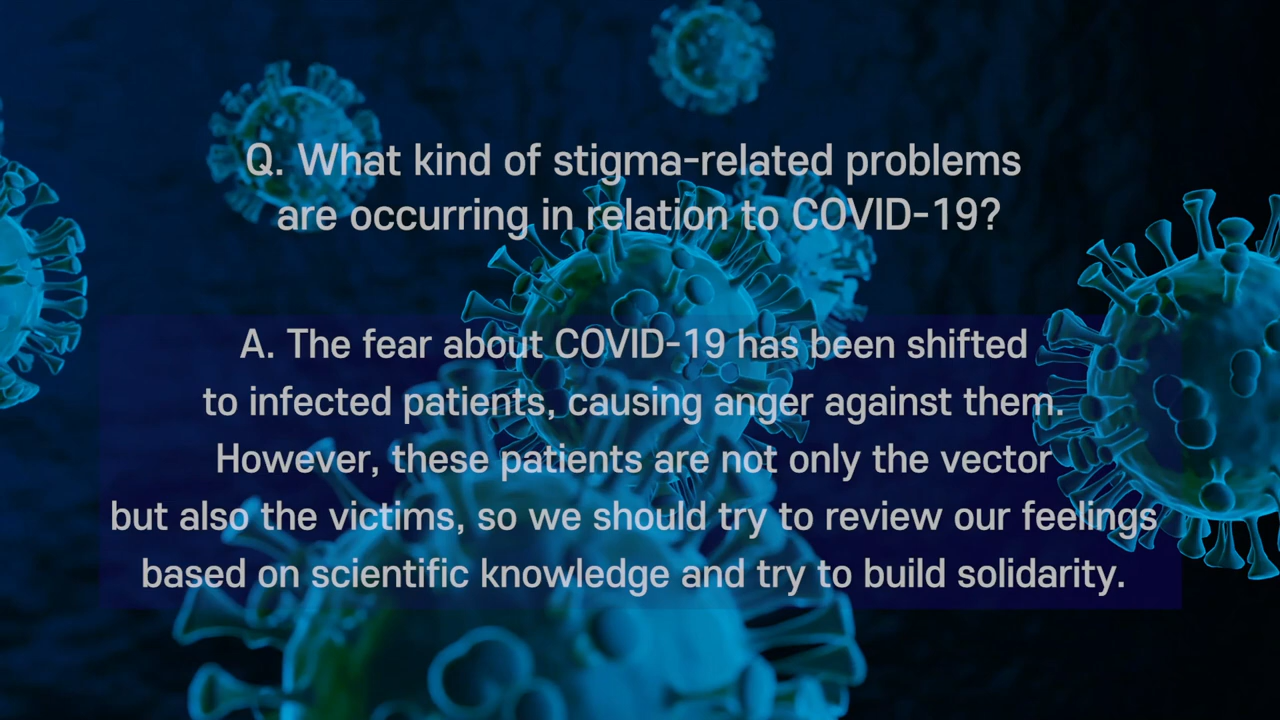 Q. What kind of stigma-related problems
are occurring in relation to COVID-19?
A. The fear about COVID-19 has been shifted
to infected patients, causing anger against them.
However, these patients are not only the vector
but also the victims, so we should try to review our feelings
based on scientific knowledge and try to build solidarity.